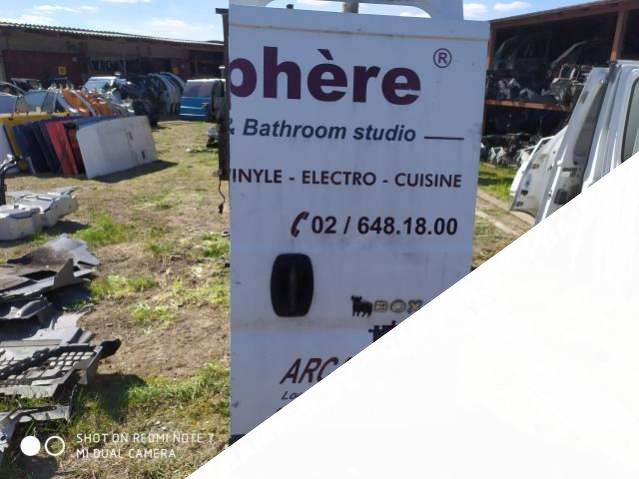 phère ®
& Bathroom studio
INYLE - ELECTRO - CUISINE
02 / 648.18.00
BOX
ARC
SHOT ON REDMI NOTE 7
MI DUAL CAMERA